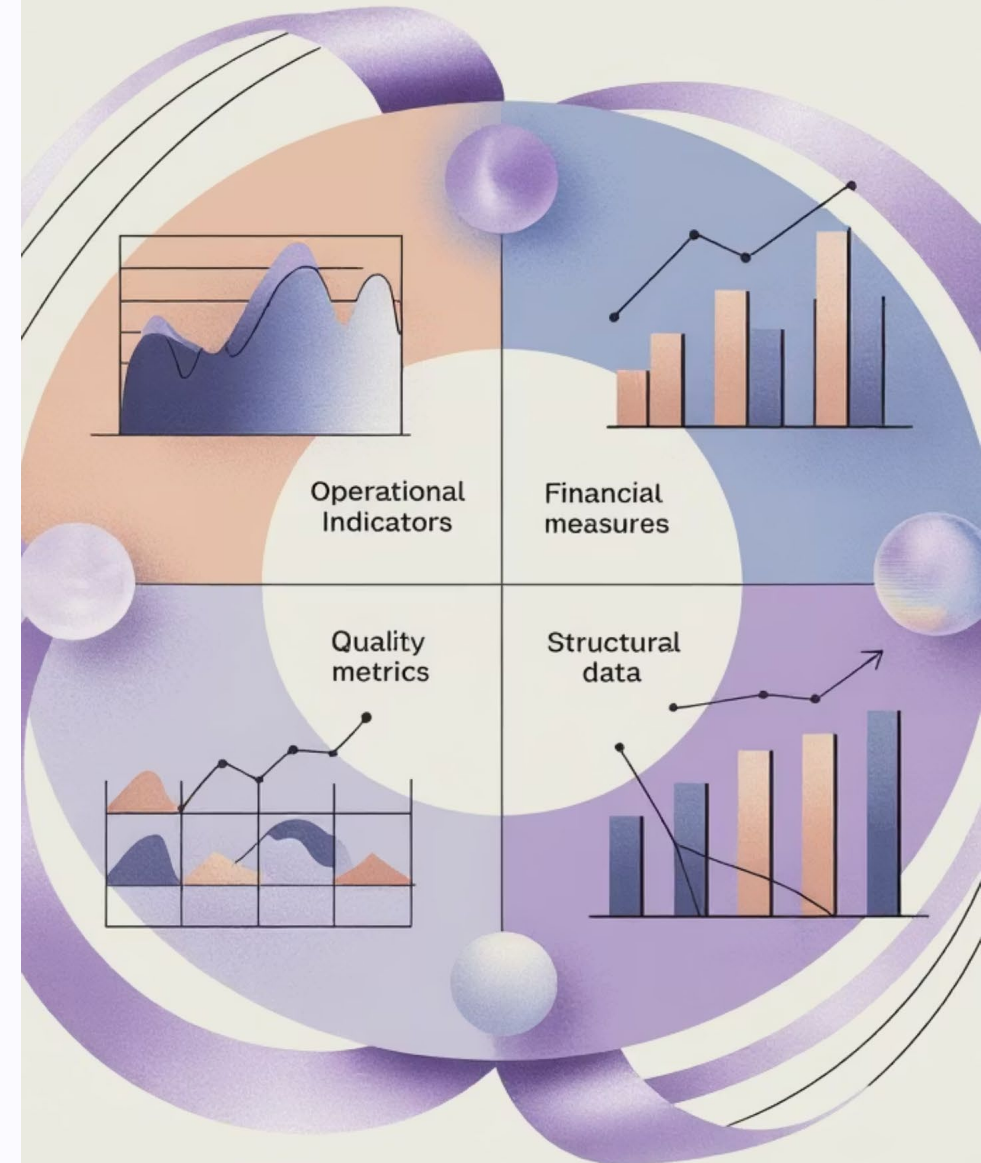 Operational
Indicators
Financial
measures
Quality
metrics
Structural
data